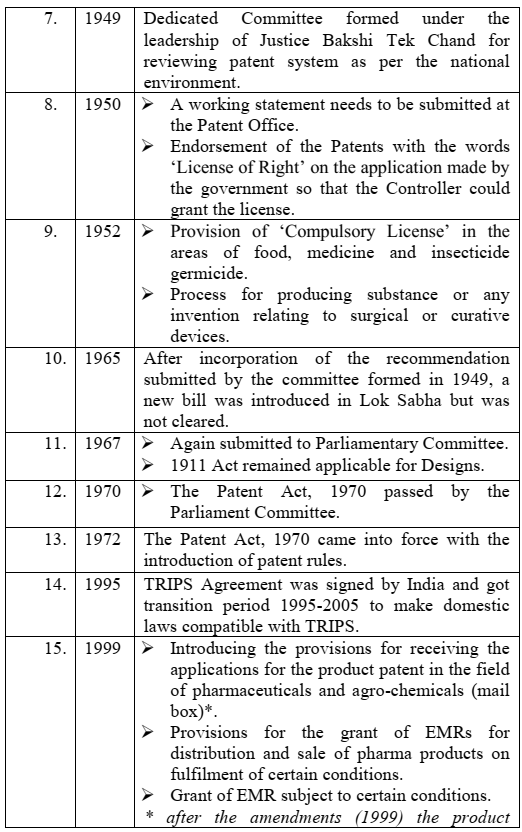 7. 1949 Dedicated Committee formed under the
leadership of Justice Bakshi Tek Chand for
reviewing patent system as per the national
environment.
8. 1950 ➢ A working statement needs to be submitted at
the Patent Office.
➢ Endorsement of the Patents with the words
‘License of Right’ on the application made by
the government so that the Controller could
grant the license.
9. 1952 ➢ Provision of ‘Compulsory License’ in the
areas of food, medicine and insecticide
germicide.
➢ Process for producing substance or any
invention relating to surgical or curative
devices.
10. 1965 After incorporation of the recommendation
submitted by the committee formed in 1949, a
new bill was introduced in Lok Sabha but was
not cleared.
11. 1967 ➢ Again submitted to Parliamentary Committee.
➢ 1911 Act remained applicable for Designs.
12. 1970 ➢ The Patent Act, 1970 passed by the
Parliament Committee.
13. 1972 The Patent Act, 1970 came into force with the
introduction of patent rules.
14. 1995 TRIPS Agreement was signed by India and got
transition period 1995-2005 to make domestic
laws compatible with TRIPS.
15. 1999 ➢ Introducing the provisions for receiving the
applications for the product patent in the field
of pharmaceuticals and agro-chemicals (mail
box)*.
➢ Provisions for the grant of EMRs for
distribution and sale of pharma products on
fulfilment of certain conditions.
➢ Grant of EMR subject to certain conditions.
* after the amendments (1999) the product